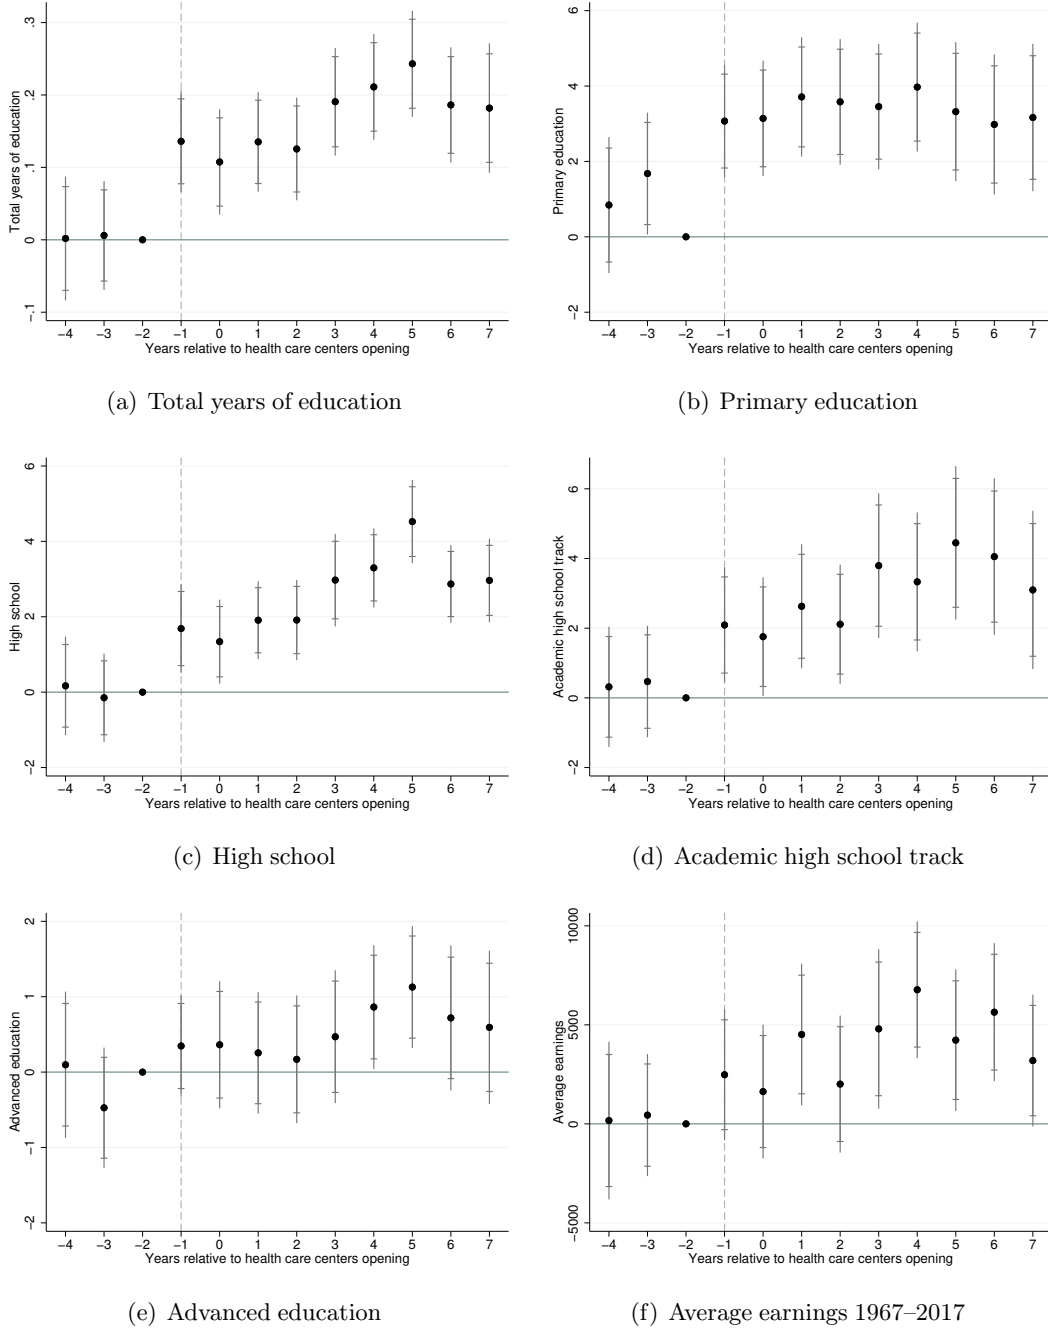 Total years of education
.3
.2
.1
0
-.1
−4 −3 −2 −1 0 1 2 3 4 5 6 7
Years relative to health care centers opening
(a) Total years of education
Primary education
6
4
2
0
−2
−4 −3 −2 −1 0 1 2 3 4 5 6 7
Years relative to health care centers opening
(b) Primary education
High school
6
4
2
0
−2
−4 −3 −2 −1 0 1 2 3 4 5 6 7
Years relative to health care centers opening
(c) High school
Academic high school track
6
4
2
0
−2
−4 −3 −2 −1 0 1 2 3 4 5 6 7
Years relative to health care centers opening
(d) Academic high school track
Advanced education
2
1
0
−1
−2
−4 −3 −2 −1 0 1 2 3 4 5 6 7
Years relative to health care centers opening
(e) Advanced education
Average earnings
10000
5000
0
−5000
−4 −3 −2 −1 0 1 2 3 4 5 6 7
Years relative to health care centers opening
(f) Average earnings 1967–2017